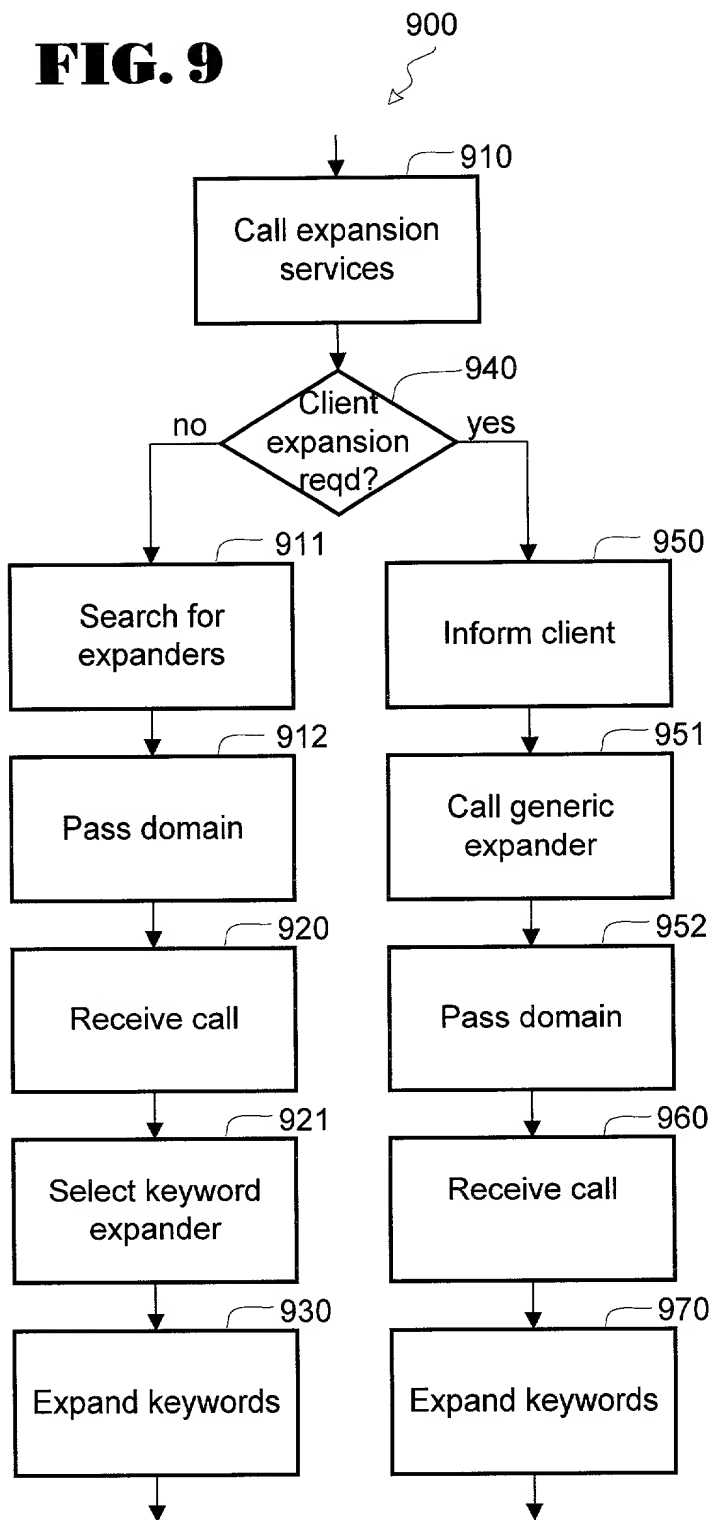 FIG. 9
900
910
Call expansion
services
940
Client
expansion
reqd?
no
yes
911
Search for
expanders
912
Pass domain
920
Receive call
921
Select keyword
expander
930
Expand keywords
950
Inform client
951
Call generic
expander
952
Pass domain
960
Receive call
970
Expand keywords